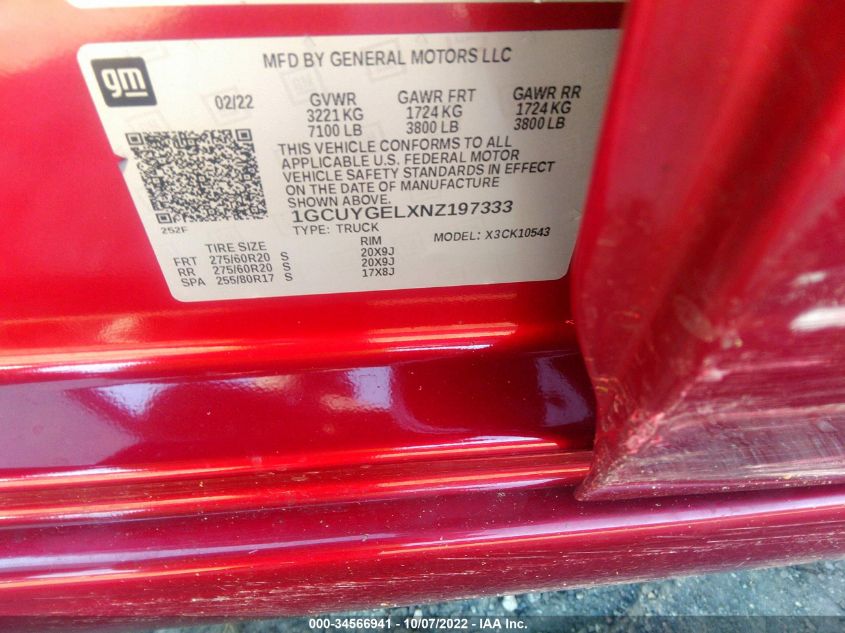 MFD BY GENERAL MOTORS LLC
gm
02/22
GVWR GAWR FRT GAWR RR
3221 KG 1724 KG 1724 KG
7100 LB 3800 LB 3800 LB
THIS VEHICLE CONFORMS TO ALL
APPLICABLE U.S. FEDERAL MOTOR
VEHICLE SAFETY STANDARDS IN EFFECT
ON THE DATE OF MANUFACTURE
SHOWN ABOVE.
1GCUYGELXNZ197333
252F
TYPE: TRUCK MODEL: X3CK10543
TIRE SIZE RIM
FRT 275/60R20 S 20X9J
RR 275/60R20 S 20X9J
SPA 255/80R17 S 17X8J
000-34566941 - 10/07/2022 - IAA Inc.